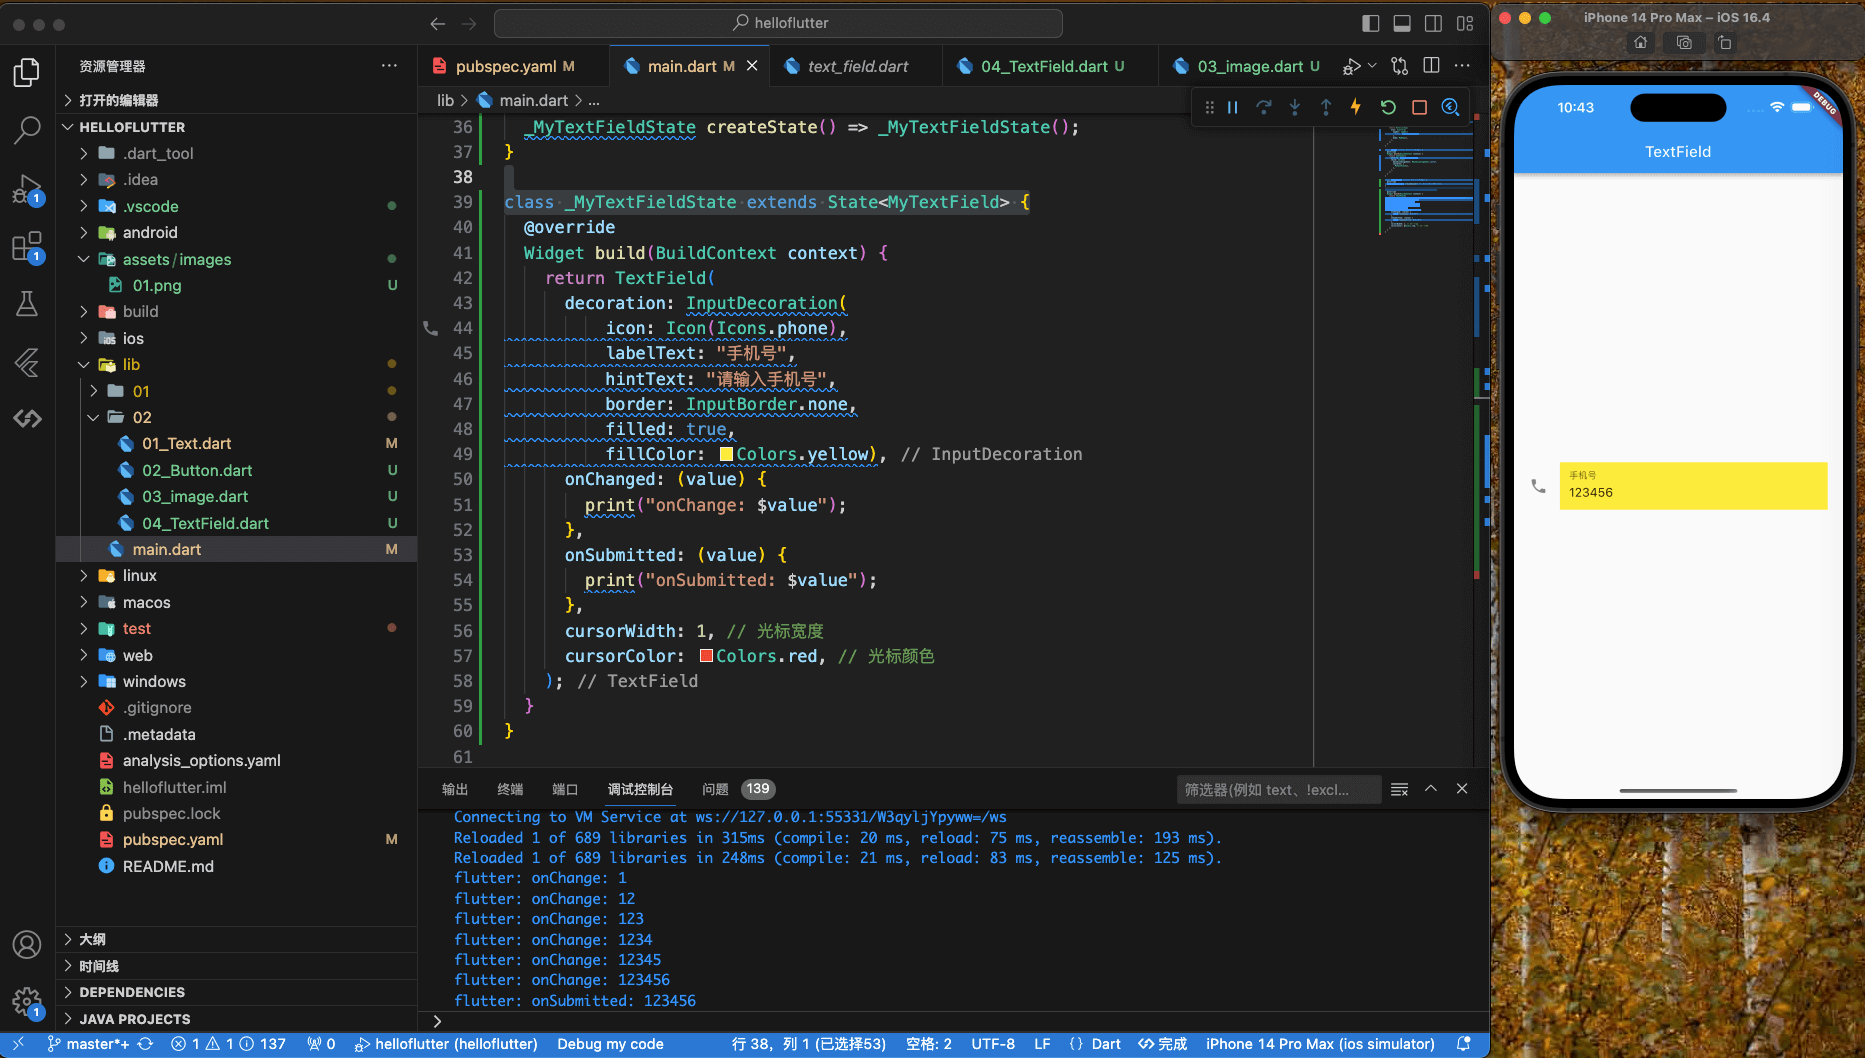 helloflutter
资源管理器
打开的编辑器
HELLOFLUTTER
.dart_tool
.idea
.vscode
android
assets/images
01.png U
build
ios
lib
01
02
01_Text.dart M
02_Button.dart U
03_image.dart U
04_TextField.dart U
main.dart M
linux
macos
test
web
windows
.gitignore
.metadata
analysis_options.yaml
helloflutter.iml
pubspec.lock
pubspec.yaml M
README.md
大纲
时间线
DEPENDENCIES
JAVA PROJECTS
1
1
1
pubspec.yaml M
main.dart M
text_field.dart
04_TextField.dart U
03_image.dart U
lib > main.dart > ...
36 _MyTextFieldState createState() => _MyTextFieldState();
37 }
38
39 class _MyTextFieldState extends State<MyTextField> {
40 @override
41 Widget build(BuildContext context) {
42 return TextField(
43 decoration: InputDecoration(
44 icon: Icon(Icons.phone),
45 labelText: "手机号",
46 hintText: "请输入手机号",
47 border: InputBorder.none,
48 filled: true,
49 fillColor: Colors.yellow), // InputDecoration
50 onChanged: (value) {
51 print("onChange: $value");
52 },
53 onSubmitted: (value) {
54 print("onSubmitted: $value");
55 },
56 cursorWidth: 1, // 光标宽度
57 cursorColor: Colors.red, // 光标颜色
58 ); // TextField
59 }
60 }
61
输出 终端 端口 调试控制台 问题 139
筛选器(例如 text、!excl...
Connecting to VM Service at ws://127.0.0.1:55331/W3qyljYpyww=/ws
Reloaded 1 of 689 libraries in 315ms (compile: 20 ms, reload: 75 ms, reassemble: 193 ms).
Reloaded 1 of 689 libraries in 248ms (compile: 21 ms, reload: 83 ms, reassemble: 125 ms).
flutter: onChange: 1
flutter: onChange: 12
flutter: onChange: 123
flutter: onChange: 1234
flutter: onChange: 12345
flutter: onChange: 123456
flutter: onSubmitted: 123456
>
master*+ 1 1 137 0 helloflutter (helloflutter) Debug my code 行 38, 列 1 (已选择53) 空格: 2 UTF-8 LF {} Dart 完成 iPhone 14 Pro Max (ios simulator)
iPhone 14 Pro Max – iOS 16.4
10:43
DEBUG
TextField
手机号
123456